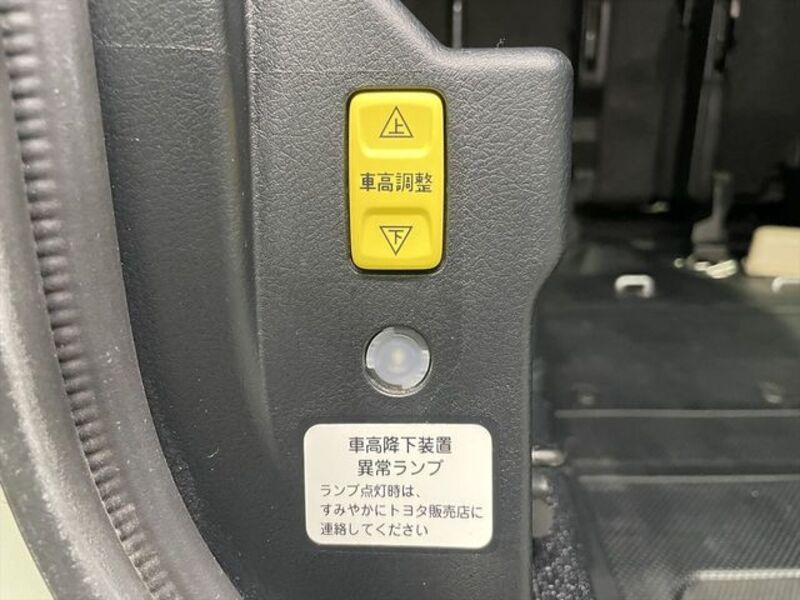 上
車高調整
下
車高降下装置
異常ランプ
ランプ点灯時は、
すみやかにトヨタ販売店に
連絡してください